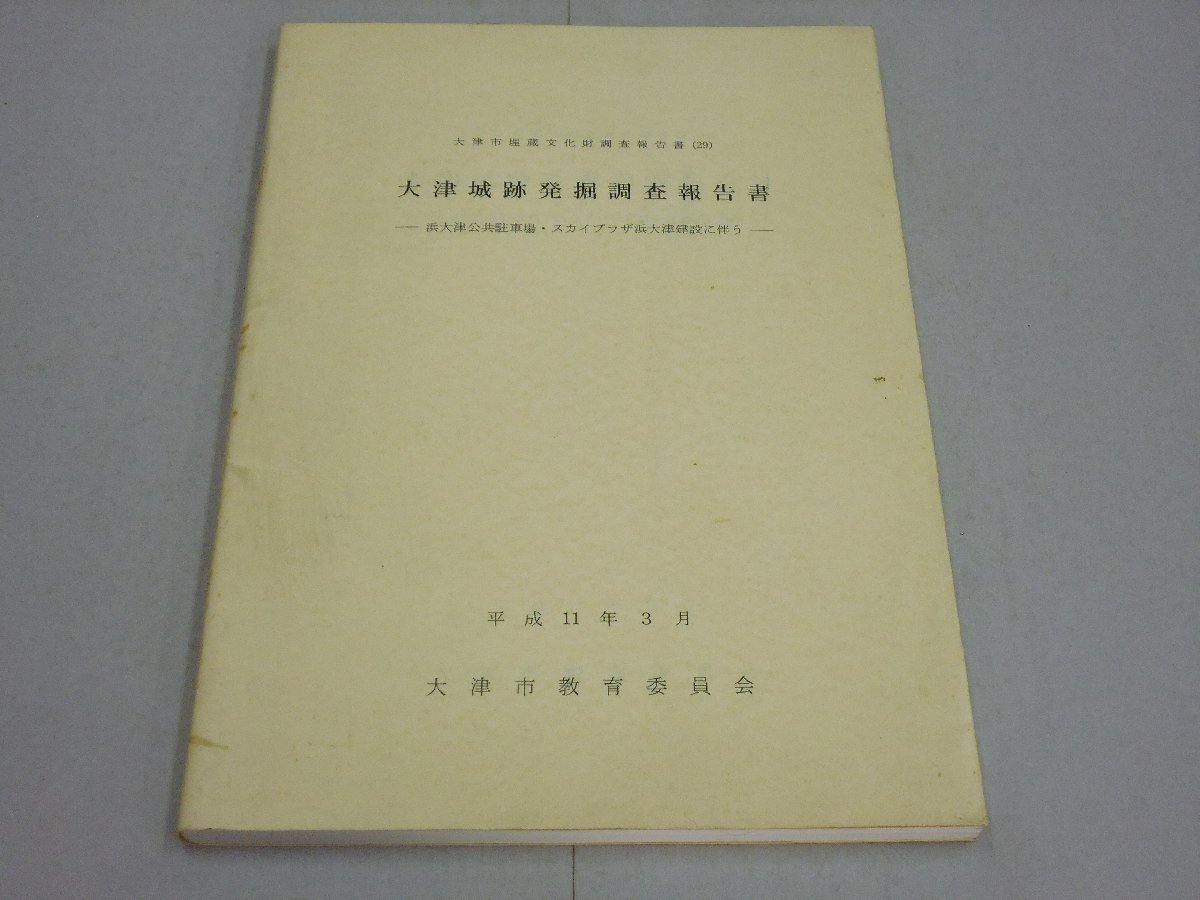 大津市埋蔵文化財調査報告書(29)
大津城跡発掘調査報告書
― 浜大津公共駐車場・スカイプラザ浜大津建設に伴う ―
平成11年3月
大津市教育委員会